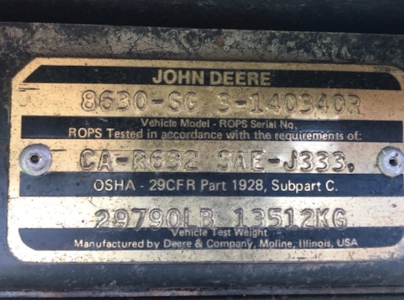 JOHN DEERE
8630-SG S-140340R
Vehicle Model - ROPS Serial No.
ROPS Tested in accordance with the requirements of:
CA-R632 SAE-J333,
OSHA - 29CFR Part 1928, Subpart C.
29790LB 13512KG
Vehicle Test Weight
Manufactured by Deere & Company, Moline, Illinois, USA